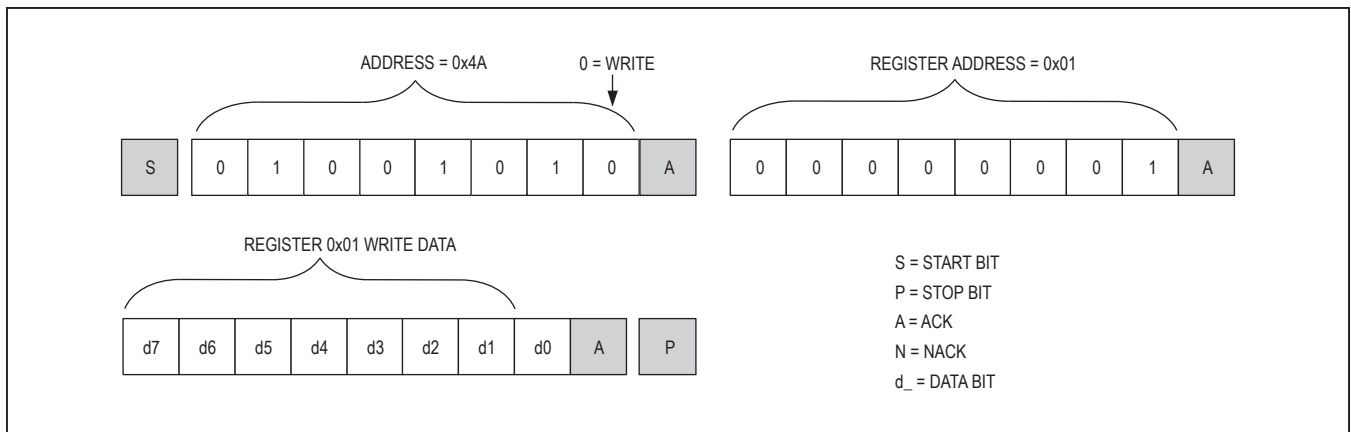 ADDRESS = 0x4A 0 = WRITE REGISTER ADDRESS = 0x01
S 0 1 0 0 1 0 1 0 A 0 0 0 0 0 0 0 1 A
REGISTER 0x01 WRITE DATA
d7 d6 d5 d4 d3 d2 d1 d0 A P
S = START BIT
P = STOP BIT
A = ACK
N = NACK
d_ = DATA BIT